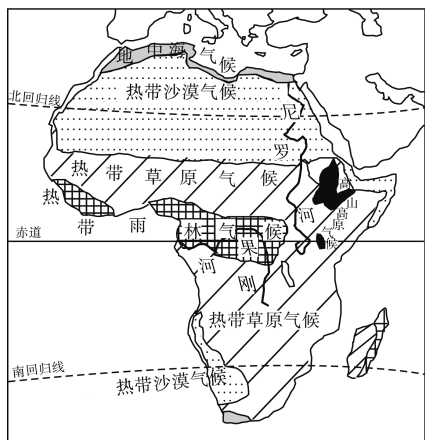 地中海气候
北回归线
热带沙漠气候
尼罗河
热带草原气候
高山高原气候
热带雨林气候
赤道
刚果河
热带草原气候
南回归线
热带沙漠气候